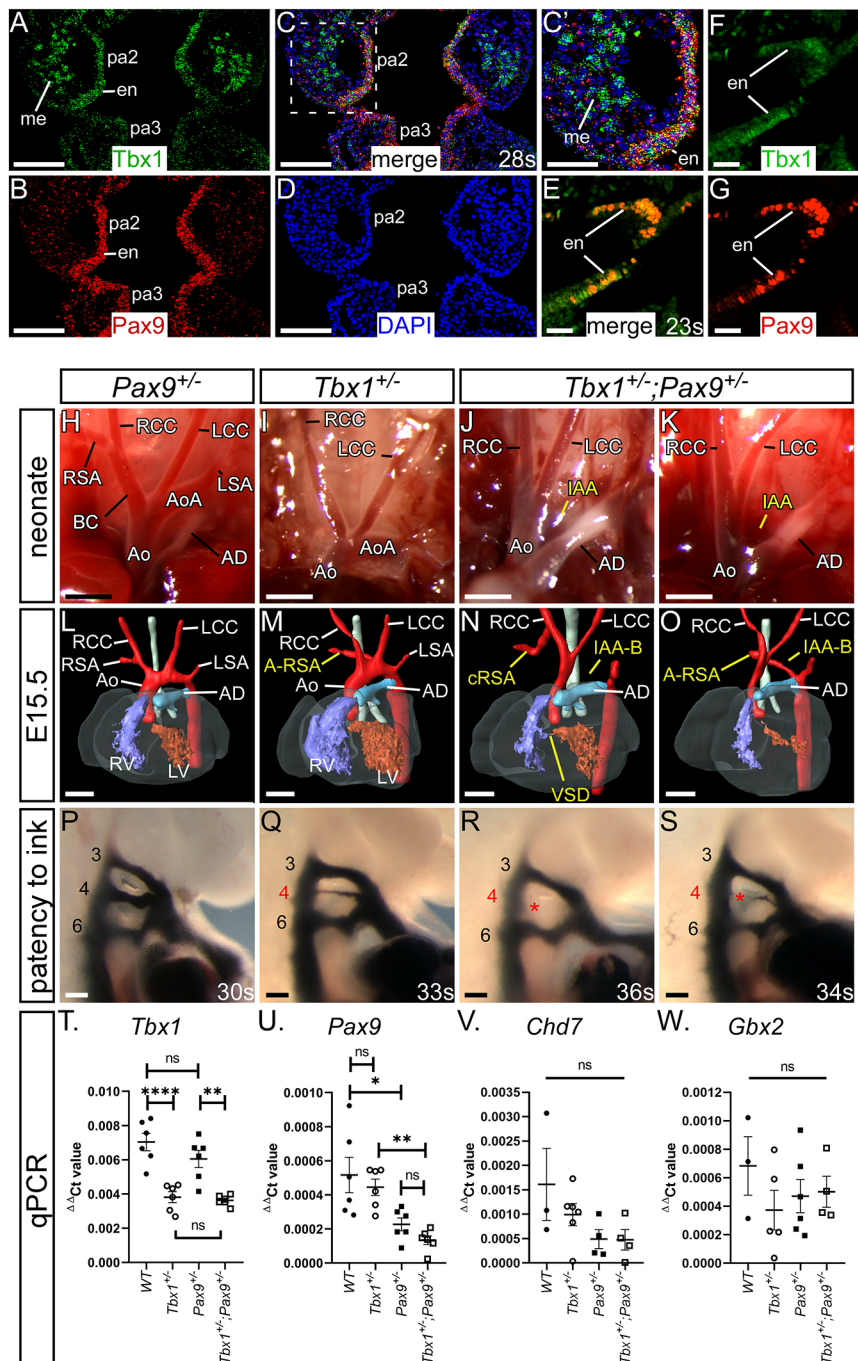 A
pa2
en
me
pa3
Tbx1
C
pa2
pa3
merge
28s
C'
me
en
F
en
Tbx1
B
pa2
en
pa3
Pax9
D
pa2
pa3
DAPI
E
en
merge
23s
G
en
Pax9
Pax9+/-
Tbx1+/-
Tbx1+/-;Pax9+/-
neonate
H
RCC
LCC
RSA
LSA
AoA
BC
Ao
AD
I
RCC
LCC
AoA
Ao
J
RCC
LCC
IAA
Ao
AD
K
RCC
LCC
IAA
Ao
AD
E15.5
L
LCC
RCC
RSA
LSA
Ao
AD
RV
LV
M
RCC
LCC
A-RSA
LSA
Ao
AD
RV
LV
N
RCC
LCC
cRSA
IAA-B
Ao
AD
VSD
O
RCC
LCC
A-RSA
IAA-B
Ao
AD
patency to ink
P
3
4
6
30s
Q
3
4
6
33s
R
3
4
*
6
36s
S
3
4
*
6
34s
qPCR
T. Tbx1
ns
**** **
ns
ΔΔCt value
0.010
0.008
0.006
0.004
0.002
0.000
WT
Tbx1+/-
Pax9+/-
Tbx1+/-;Pax9+/-
U. Pax9
ns
*
**
ns
ΔΔCt value
0.0010
0.0008
0.0006
0.0004
0.0002
0.0000
WT
Tbx1+/-
Pax9+/-
Tbx1+/-;Pax9+/-
V. Chd7
ns
ΔΔCt value
0.0035
0.0030
0.0025
0.0020
0.0015
0.0010
0.0005
0.0000
WT
Tbx1+/-
Pax9+/-
Tbx1+/-;Pax9+/-
W. Gbx2
ns
ΔΔCt value
0.0012
0.0010
0.0008
0.0006
0.0004
0.0002
0.0000
WT
Tbx1+/-
Pax9+/-
Tbx1+/-;Pax9+/-